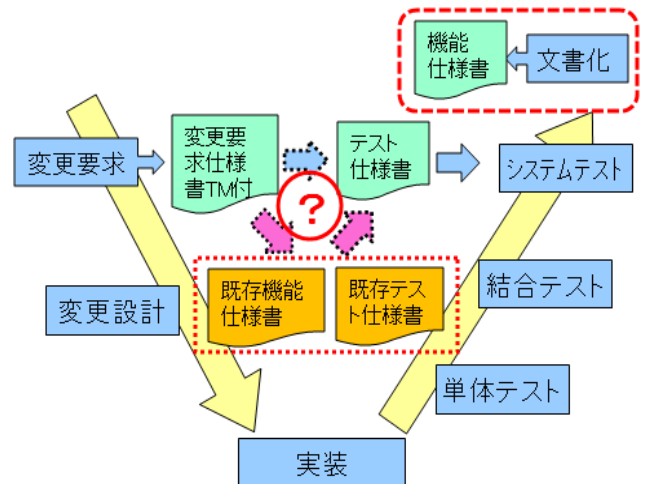 機能
仕様書
文書化
変更要求
変更要
求仕様
書TM付
テスト
仕様書
システムテスト
?
既存機能
仕様書
既存テス
ト仕様書
変更設計
結合テスト
単体テスト
実装